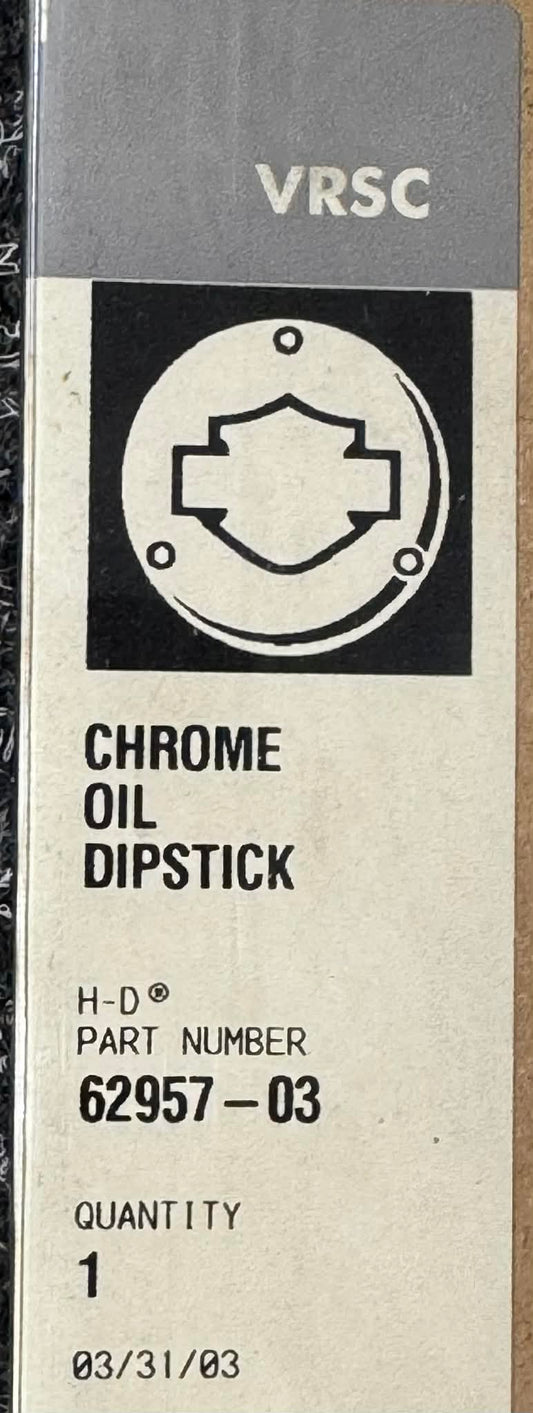 VRSC
CHROME
OIL
DIPSTICK
H-D®
PART NUMBER
62957-03
QUANTITY
1
03/31/03